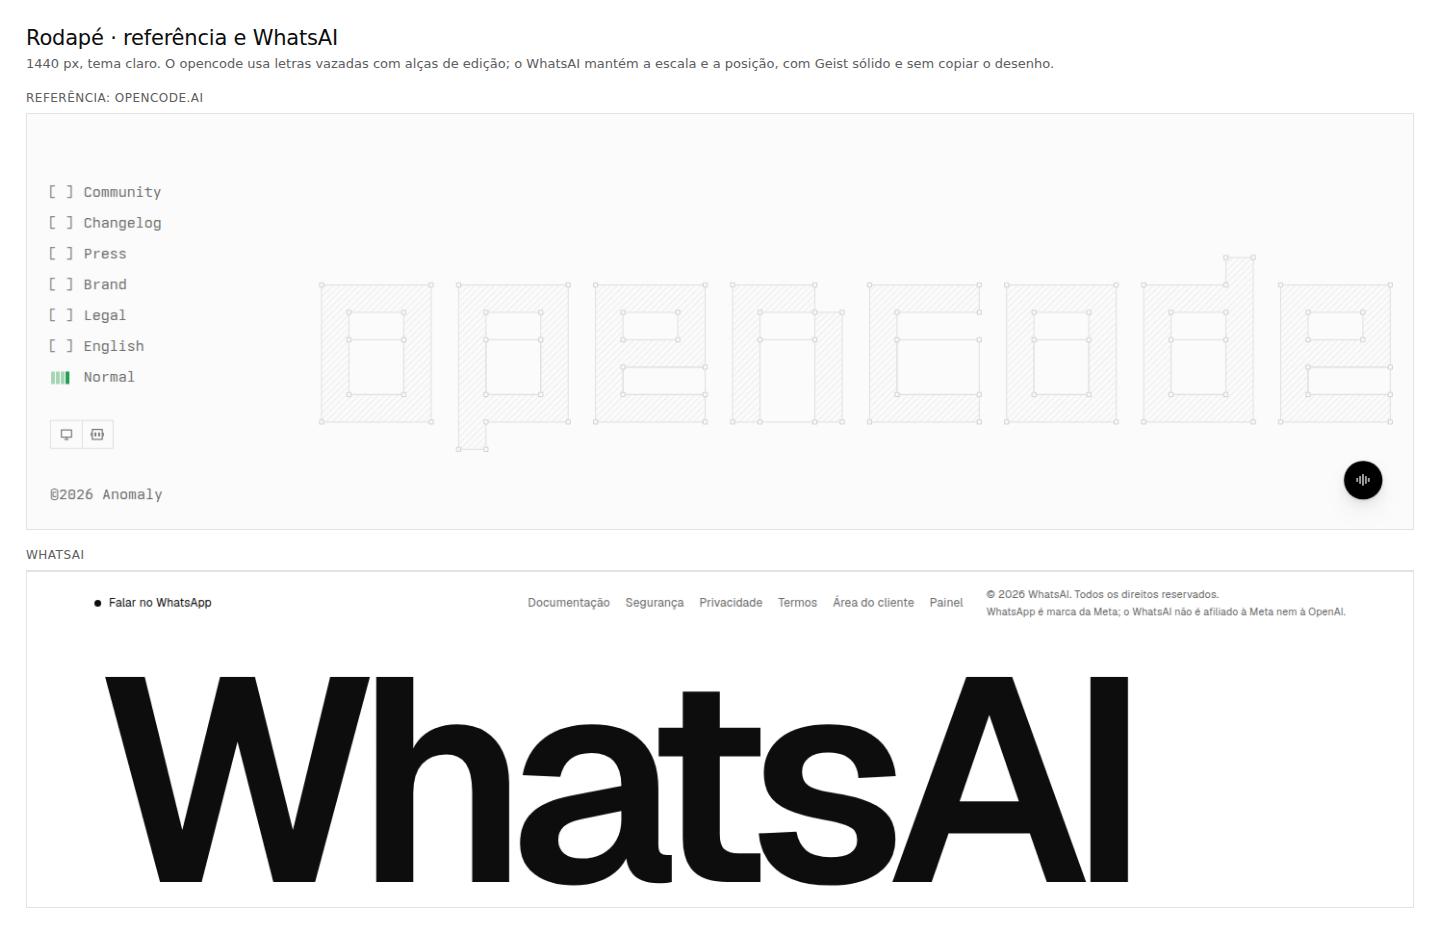 Rodapé · referência e WhatsAI
1440 px, tema claro. O opencode usa letras vazadas com alças de edição; o WhatsAI mantém a escala e a posição, com Geist sólido e sem copiar o desenho.
REFERÊNCIA: OPENCODE.AI
[ ] Community
[ ] Changelog
[ ] Press
[ ] Brand
[ ] Legal
[ ] English
Normal
opencode
©2026 Anomaly
WHATSAI
Falar no WhatsApp
Documentação Segurança Privacidade Termos Área do cliente Painel
© 2026 WhatsAI. Todos os direitos reservados.
WhatsApp é marca da Meta; o WhatsAI não é afiliado à Meta nem à OpenAI.
WhatsAI